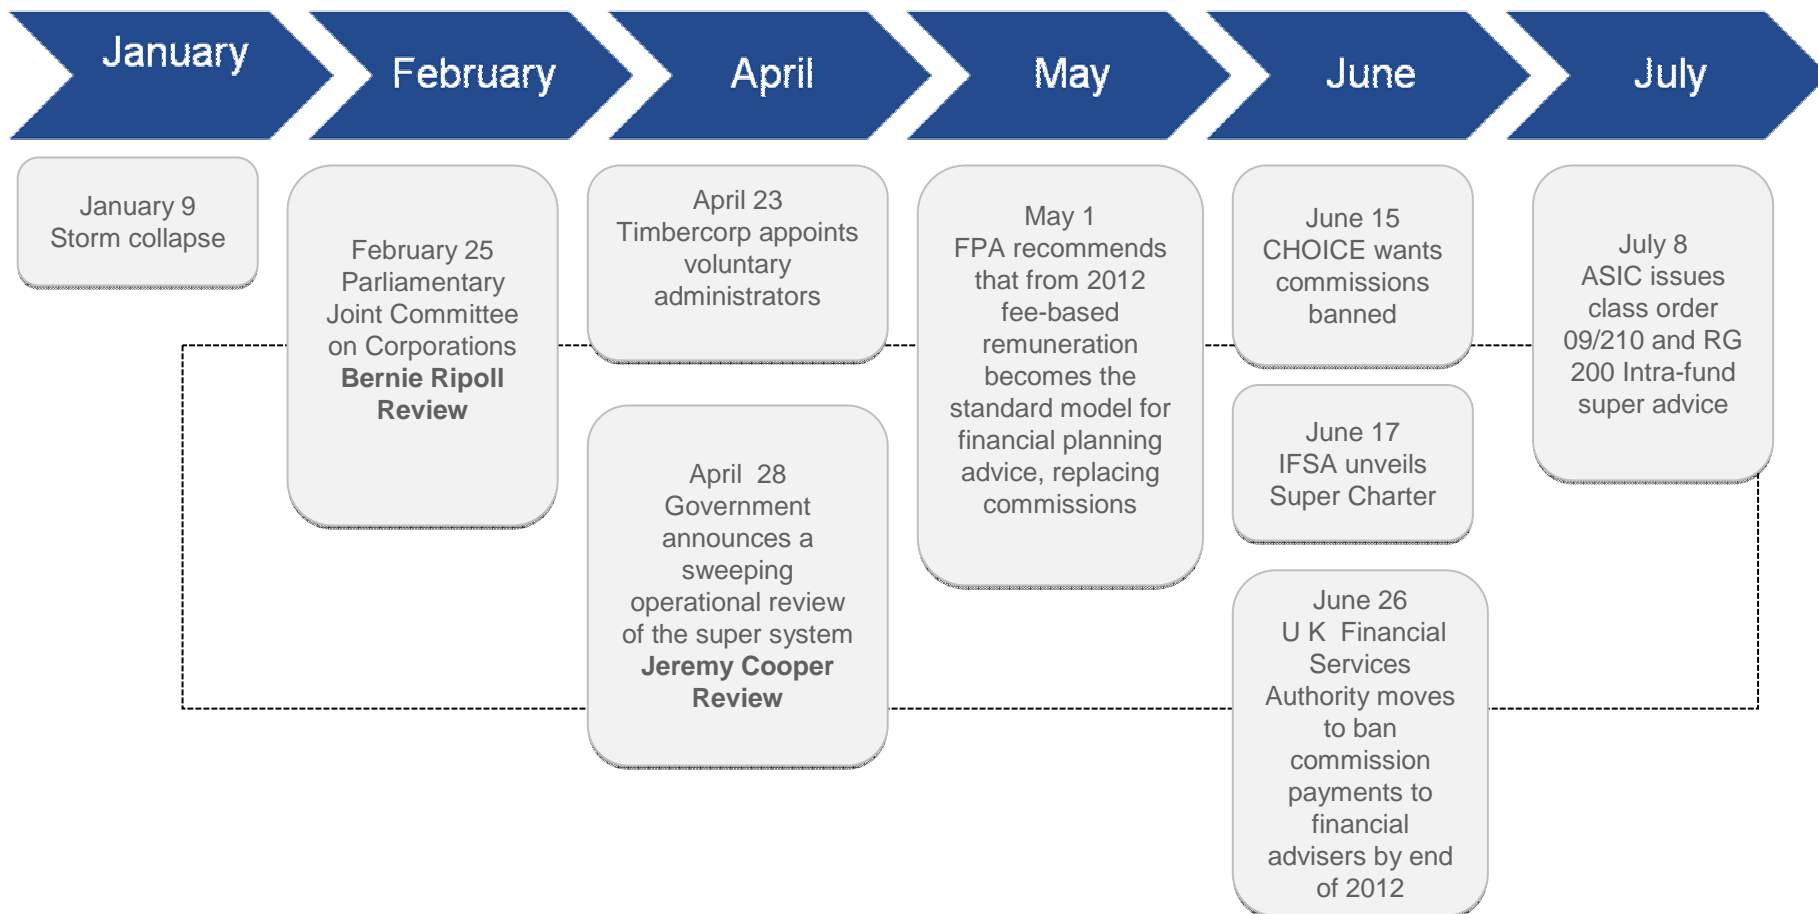 January
February
April
May
June
July
January 9
Storm collapse
February 25
Parliamentary
Joint Committee
on Corporations
Bernie Ripoll
Review
April 23
Timbercorp appoints
voluntary
administrators
April 28
Government
announces a
sweeping
operational review
of the super system
Jeremy Cooper
Review
May 1
FPA recommends
that from 2012
fee-based
remuneration
becomes the
standard model for
financial planning
advice, replacing
commissions
June 15
CHOICE wants
commissions
banned
June 17
IFSA unveils
Super Charter
June 26
U K Financial
Services
Authority moves
to ban
commission
payments to
financial
advisers by end
of 2012
July 8
ASIC issues
class order
09/210 and RG
200 Intra-fund
super advice